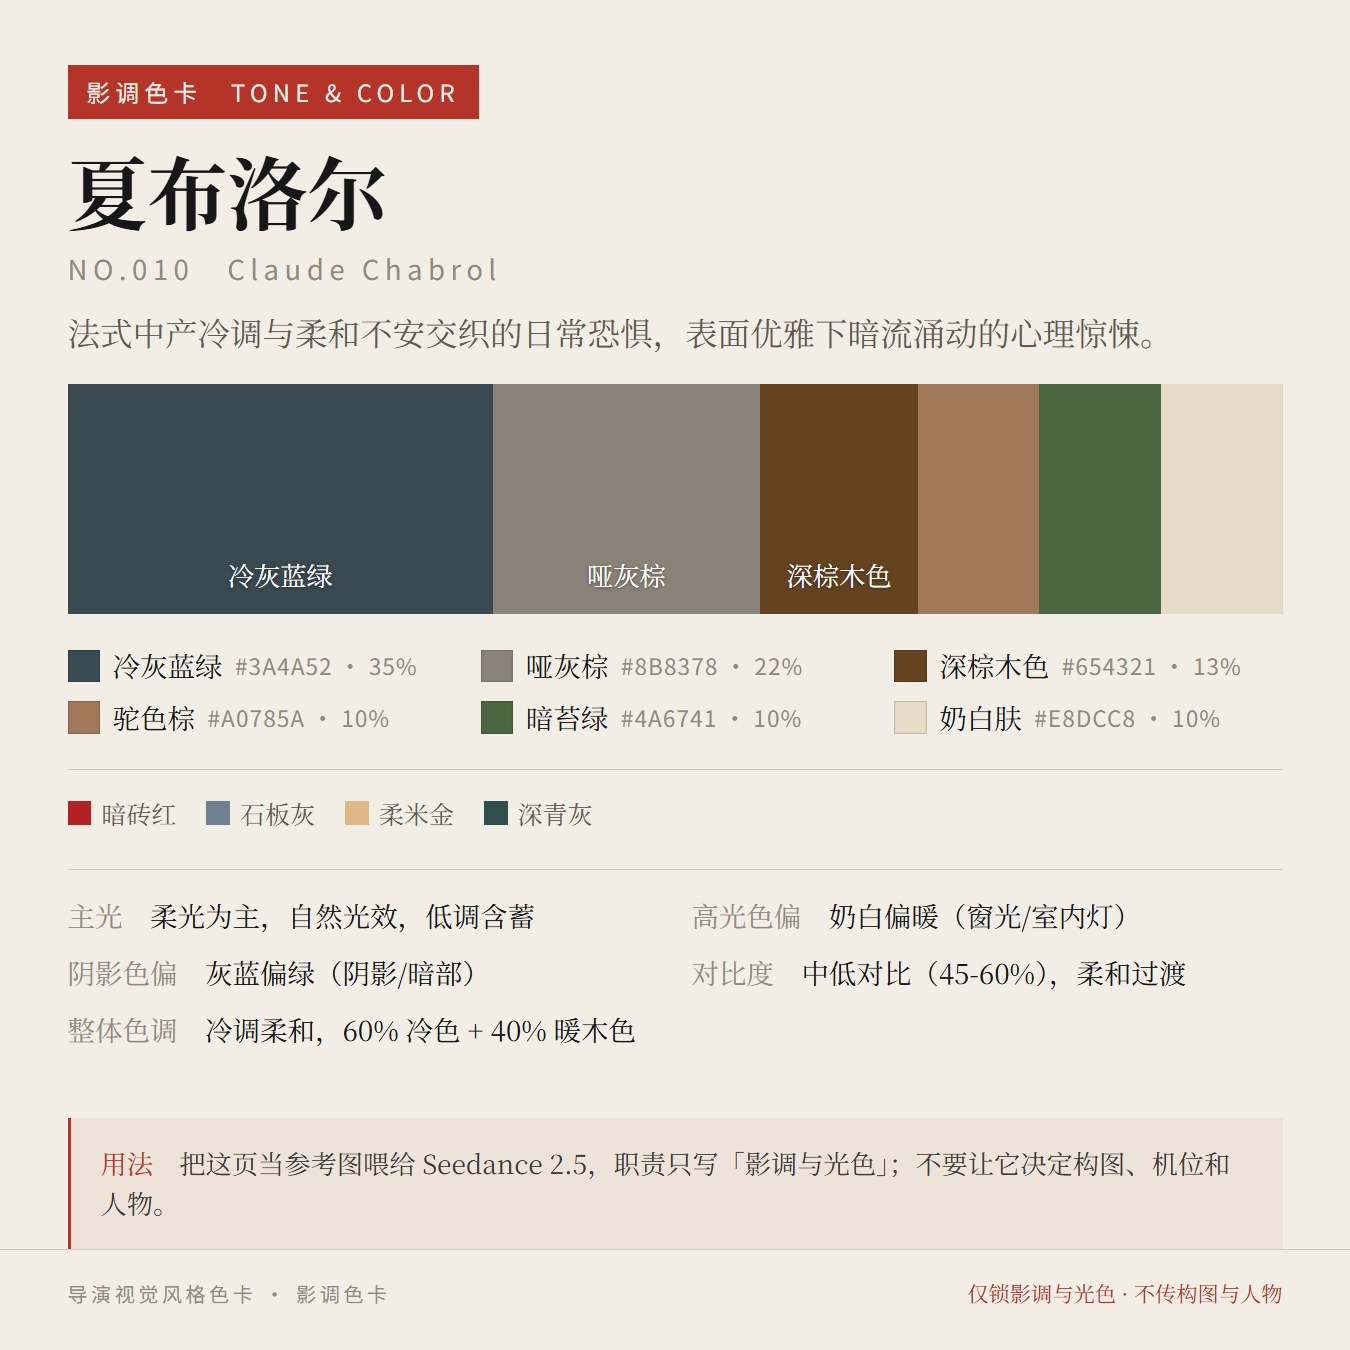 影调色卡 TONE & COLOR
夏布洛尔
NO.010 Claude Chabrol
法式中产冷调与柔和不安交织的日常恐惧，表面优雅下暗流涌动的心理惊悚。
冷灰蓝绿 哑灰棕 深棕木色
冷灰蓝绿 #3A4A52 · 35% 哑灰棕 #8B8378 · 22% 深棕木色 #654321 · 13%
驼色棕 #A0785A · 10% 暗苔绿 #4A6741 · 10% 奶白肤 #E8DCC8 · 10%
暗砖红 石板灰 柔米金 深青灰
主光 柔光为主，自然光效，低调含蓄 高光色偏 奶白偏暖（窗光/室内灯）
阴影色偏 灰蓝偏绿（阴影/暗部） 对比度 中低对比（45-60%），柔和过渡
整体色调 冷调柔和，60% 冷色 + 40% 暖木色
用法 把这页当参考图喂给 Seedance 2.5，职责只写「影调与光色」；不要让它决定构图、机位和
人物。
导演视觉风格色卡 · 影调色卡 仅锁影调与光色 · 不传构图与人物